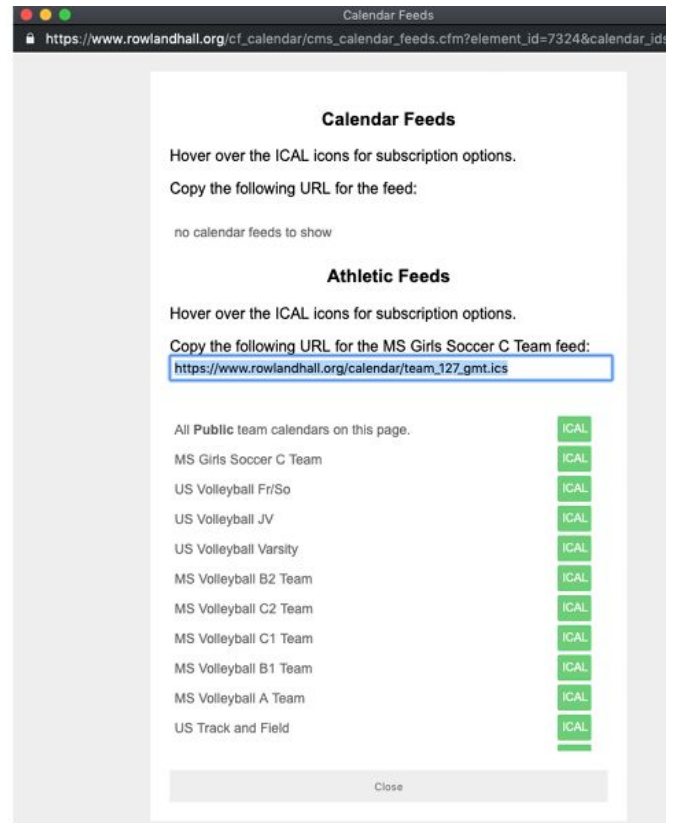 Calendar Feeds
https://www.rowlandhall.org/cf_calendar/cms_calendar_feeds.cfm?element_id=7324&calendar_ids
Calendar Feeds
Hover over the ICAL icons for subscription options.
Copy the following URL for the feed:
no calendar feeds to show
Athletic Feeds
Hover over the ICAL icons for subscription options.
Copy the following URL for the MS Girls Soccer C Team feed:
https://www.rowlandhall.org/calendar/team_127_gmt.ics
All Public team calendars on this page. ICAL
MS Girls Soccer C Team ICAL
US Volleyball Fr/So ICAL
US Volleyball JV ICAL
US Volleyball Varsity ICAL
MS Volleyball B2 Team ICAL
MS Volleyball C2 Team ICAL
MS Volleyball C1 Team ICAL
MS Volleyball B1 Team ICAL
MS Volleyball A Team ICAL
US Track and Field ICAL
Close